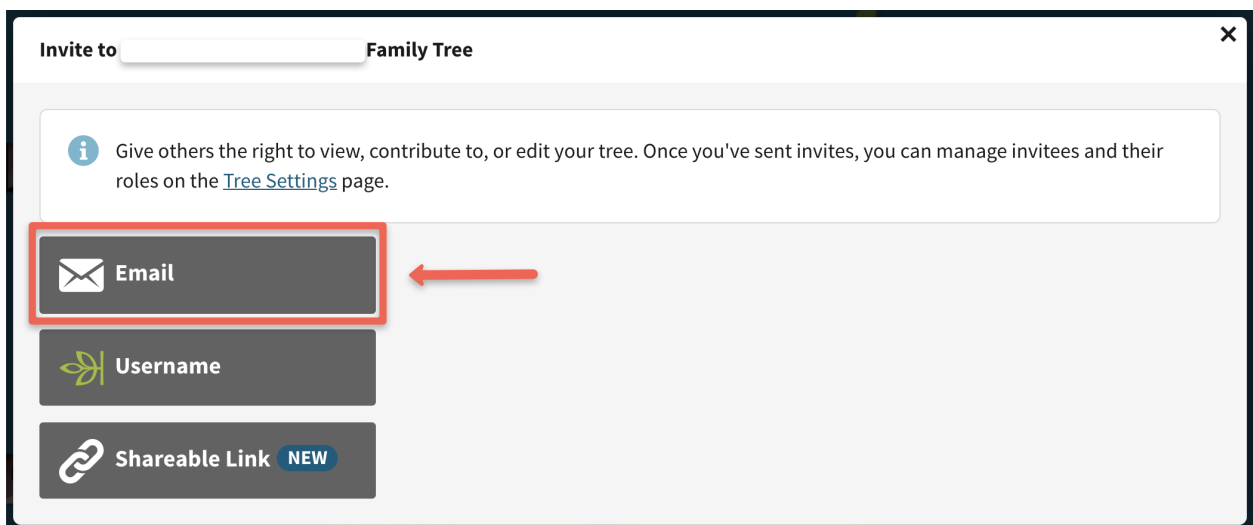 Invite to Family Tree
Give others the right to view, contribute to, or edit your tree. Once you've sent invites, you can manage invitees and their
roles on the Tree Settings page.
Email
Username
Shareable Link NEW